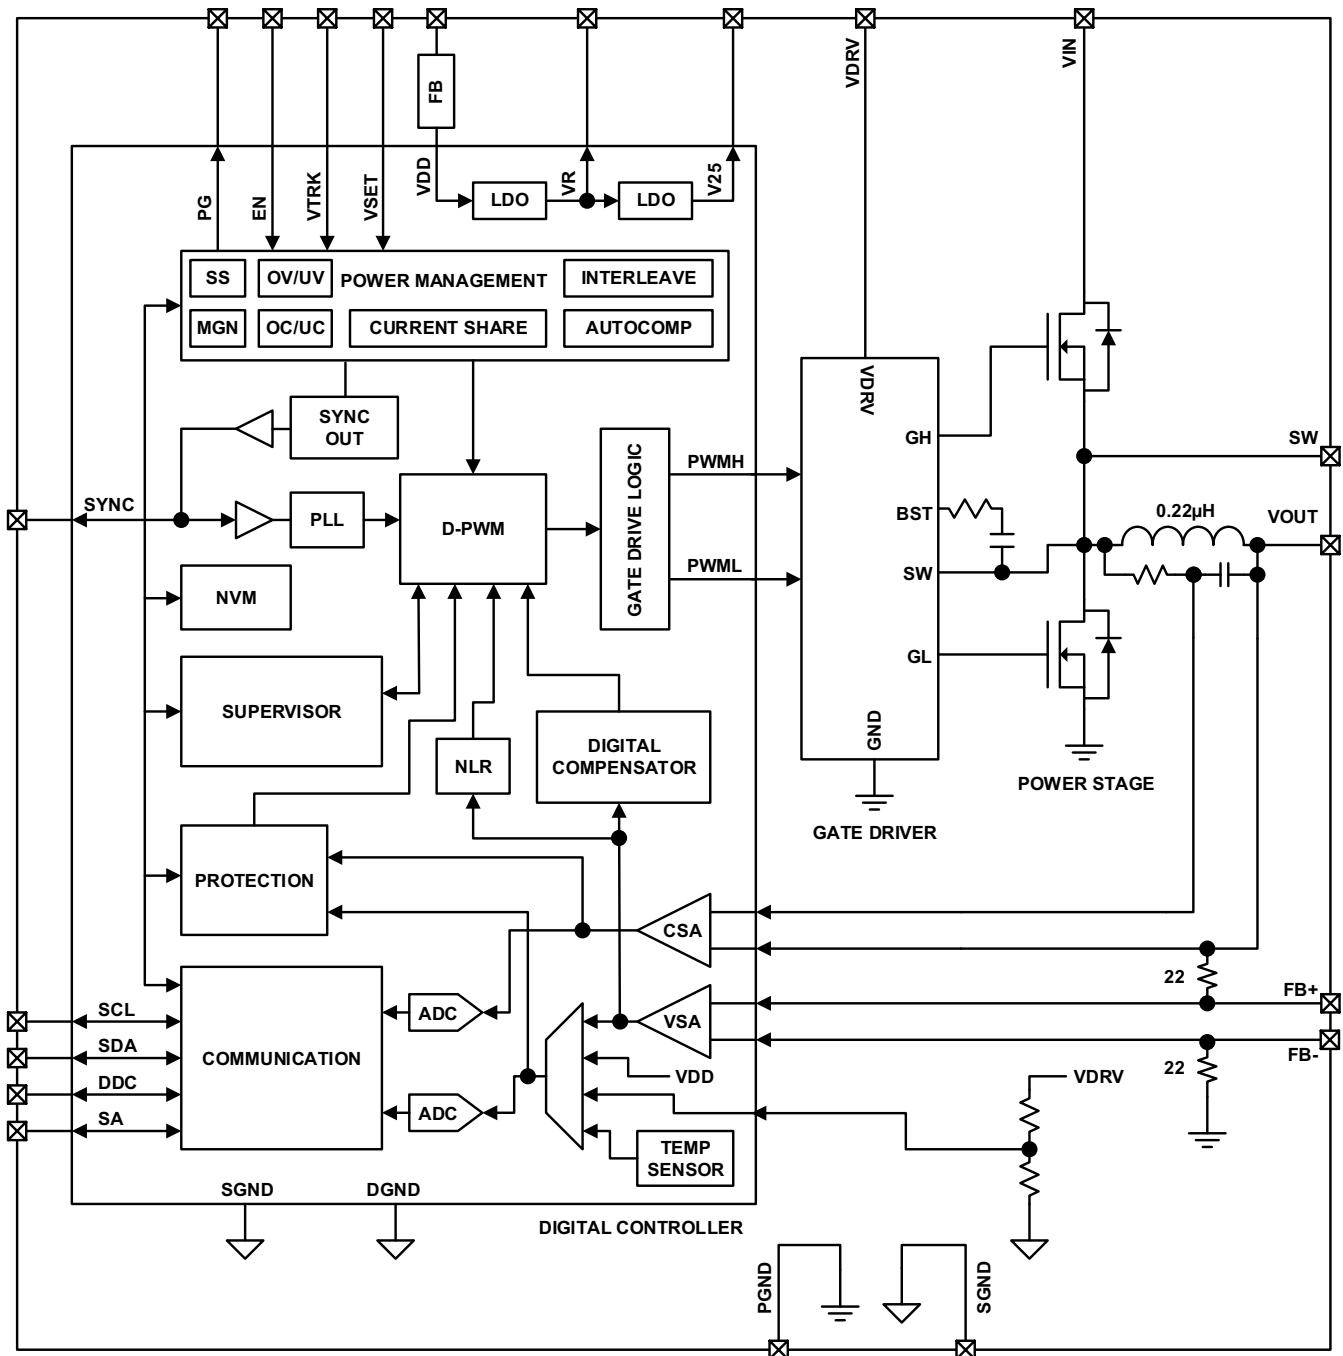 VDRV
VIN
FB
PG
EN
VTRK
VSET
VDD
VR
V25
LDO
LDO
SS
OV/UV
POWER MANAGEMENT
INTERLEAVE
MGN
OC/UC
CURRENT SHARE
AUTOCOMP
SYNC
OUT
SYNC
PLL
D-PWM
GATE DRIVE LOGIC
PWMH
PWML
VDRV
GH
BST
SW
GL
GND
GATE DRIVER
SW
0.22µH
VOUT
POWER STAGE
NVM
SUPERVISOR
NLR
DIGITAL
COMPENSATOR
PROTECTION
CSA
22
FB+
VSA
FB-
22
SCL
SDA
DDC
SA
COMMUNICATION
ADC
ADC
VDD
VDRV
TEMP
SENSOR
SGND
DGND
DIGITAL CONTROLLER
PGND
SGND